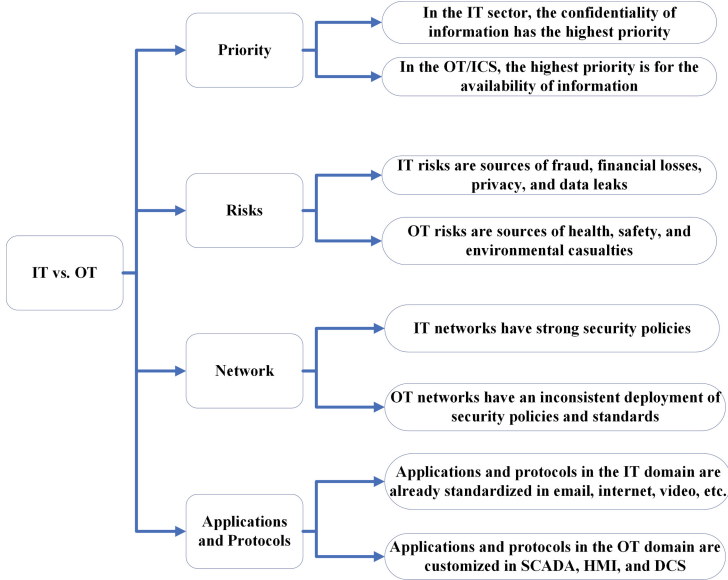 IT vs. OT
Priority
In the IT sector, the confidentiality of
information has the highest priority
In the OT/ICS, the highest priority is for the
availability of information
Risks
IT risks are sources of fraud, financial losses,
privacy, and data leaks
OT risks are sources of health, safety, and
environmental casualties
Network
IT networks have strong security policies
OT networks have an inconsistent deployment of
security policies and standards
Applications
and Protocols
Applications and protocols in the IT domain are
already standardized in email, internet, video, etc.
Applications and protocols in the OT domain are
customized in SCADA, HMI, and DCS